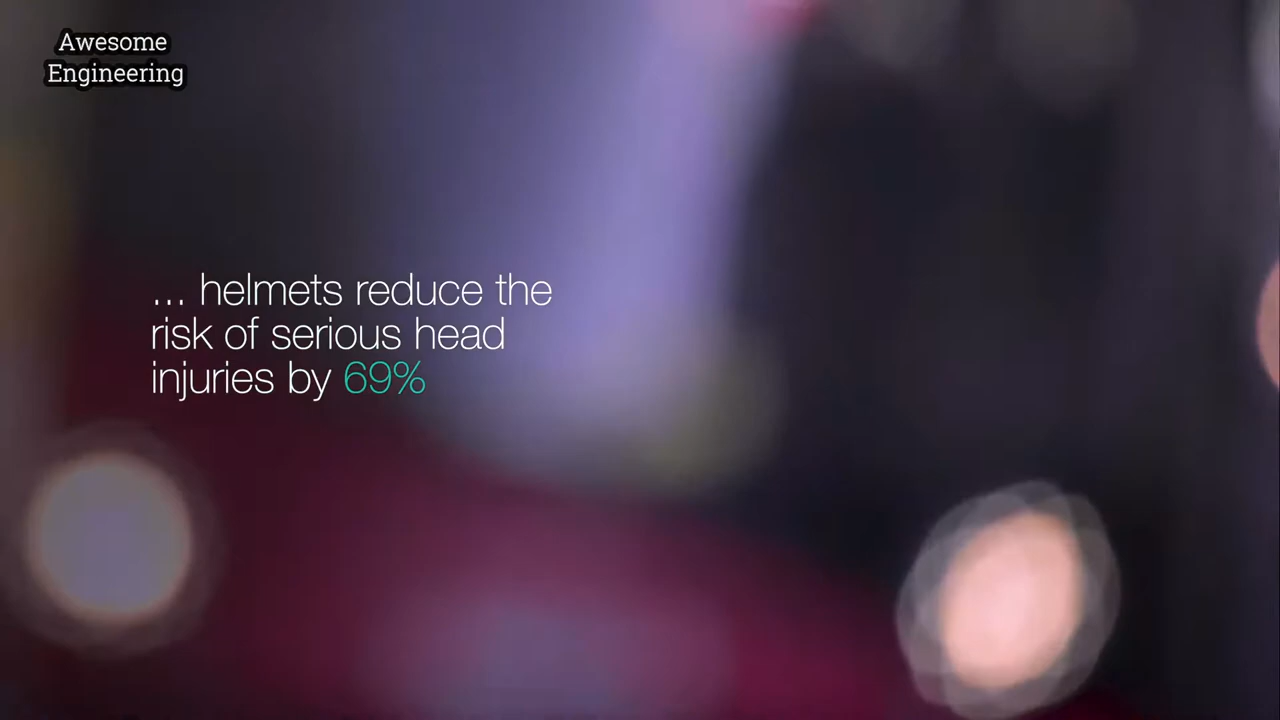 Awesome
Engineering
... helmets reduce the
risk of serious head
injuries by 69%